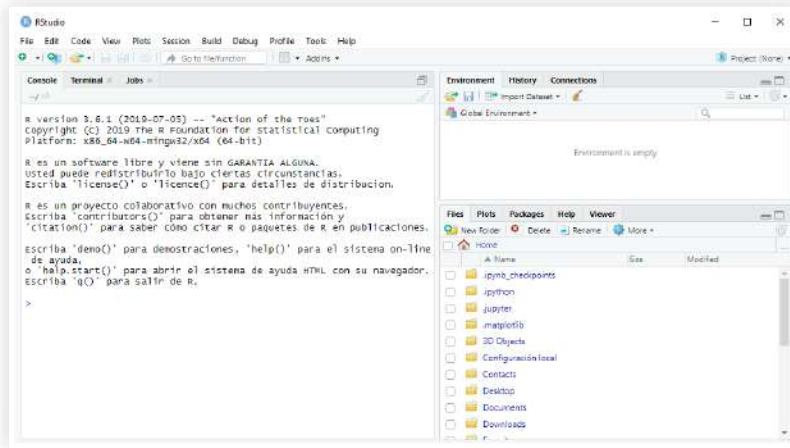 RStudio
File Edit Code View Plots Session Build Debug Profile Tools Help
Go to file/function Addins Project: (None)
Console Terminal Jobs
~/
R version 3.6.1 (2019-07-05) -- "Action of the Toes"
Copyright (C) 2019 The R Foundation for Statistical Computing
Platform: x86_64-w64-mingw32/x64 (64-bit)
R es un software libre y viene sin GARANTIA ALGUNA.
Usted puede redistribuirlo bajo ciertas circunstancias.
Escriba 'license()' o 'licence()' para detalles de distribucion.
R es un proyecto colaborativo con muchos contribuyentes.
Escriba 'contributors()' para obtener más información y
'citation()' para saber cómo citar R o paquetes de R en publicaciones.
Escriba 'demo()' para demostraciones, 'help()' para el sistema on-line
de ayuda,
o 'help.start()' para abrir el sistema de ayuda HTML con su navegador.
Escriba 'q()' para salir de R.
>
Environment History Connections
Import Dataset List
Global Environment
Environment is empty
Files Plots Packages Help Viewer
New Folder Delete Rename More
Home
Name Size Modified
.ipynb_checkpoints
.ipython
.jupyter
.matplotlib
3D Objects
Configuración local
Contacts
Desktop
Documents
Downloads